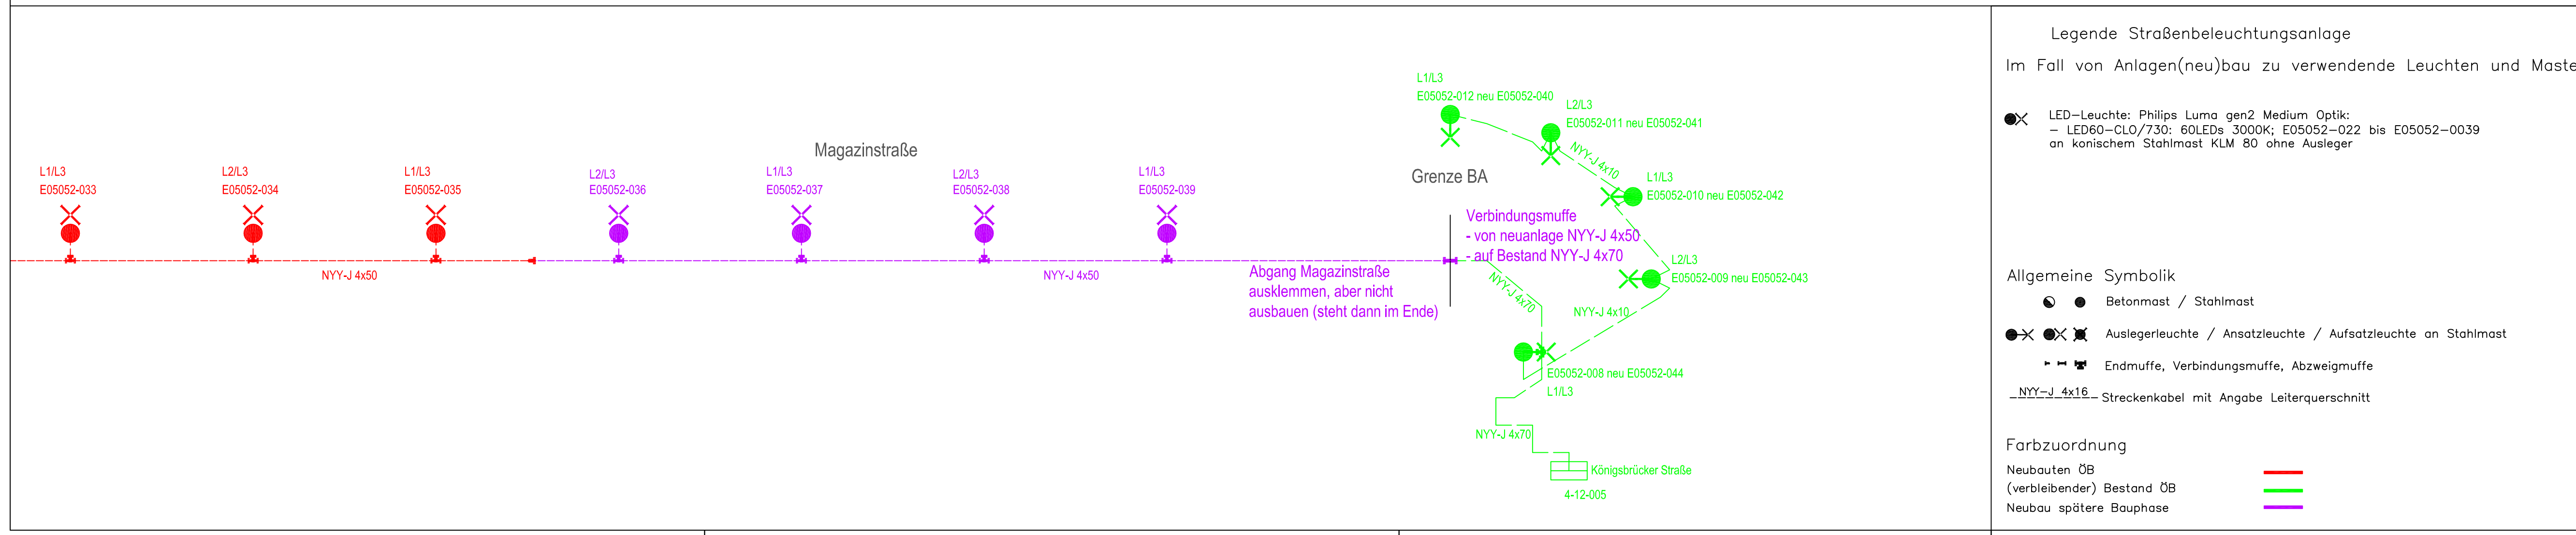 L1/L3
E05052-033
L2/L3
E05052-034
L1/L3
E05052-035
NYY-J 4x50
L2/L3
E05052-036
L1/L3
E05052-037
Magazinstraße
L2/L3
E05052-038
L1/L3
E05052-039
NYY-J 4x50
Abgang Magazinstraße
ausklemmen, aber nicht
ausbauen (steht dann im Ende)
Grenze BA
Verbindungsmuffe
- von neuanlage NYY-J 4x50
- auf Bestand NYY-J 4x70
L1/L3
E05052-012 neu E05052-040
L2/L3
E05052-011 neu E05052-041
NYY-J 4x10
L1/L3
E05052-010 neu E05052-042
L2/L3
E05052-009 neu E05052-043
NYY-J 4x70
NYY-J 4x10
E05052-008 neu E05052-044
L1/L3
NYY-J 4x70
Königsbrücker Straße
4-12-005
Legende Straßenbeleuchtungsanlage
Im Fall von Anlagen(neu)bau zu verwendende Leuchten und Maste
LED-Leuchte: Philips Luma gen2 Medium Optik:
- LED60-CLO/730: 60LEDs 3000K; E05052-022 bis E05052-0039
an konischem Stahlmast KLM 80 ohne Ausleger
Allgemeine Symbolik
Betonmast / Stahlmast
Auslegerleuchte / Ansatzleuchte / Aufsatzleuchte an Stahlmast
Endmuffe, Verbindungsmuffe, Abzweigmuffe
NYY-J 4x16 Streckenkabel mit Angabe Leiterquerschnitt
Farbzuordnung
Neubauten ÖB
(verbleibender) Bestand ÖB
Neubau spätere Bauphase